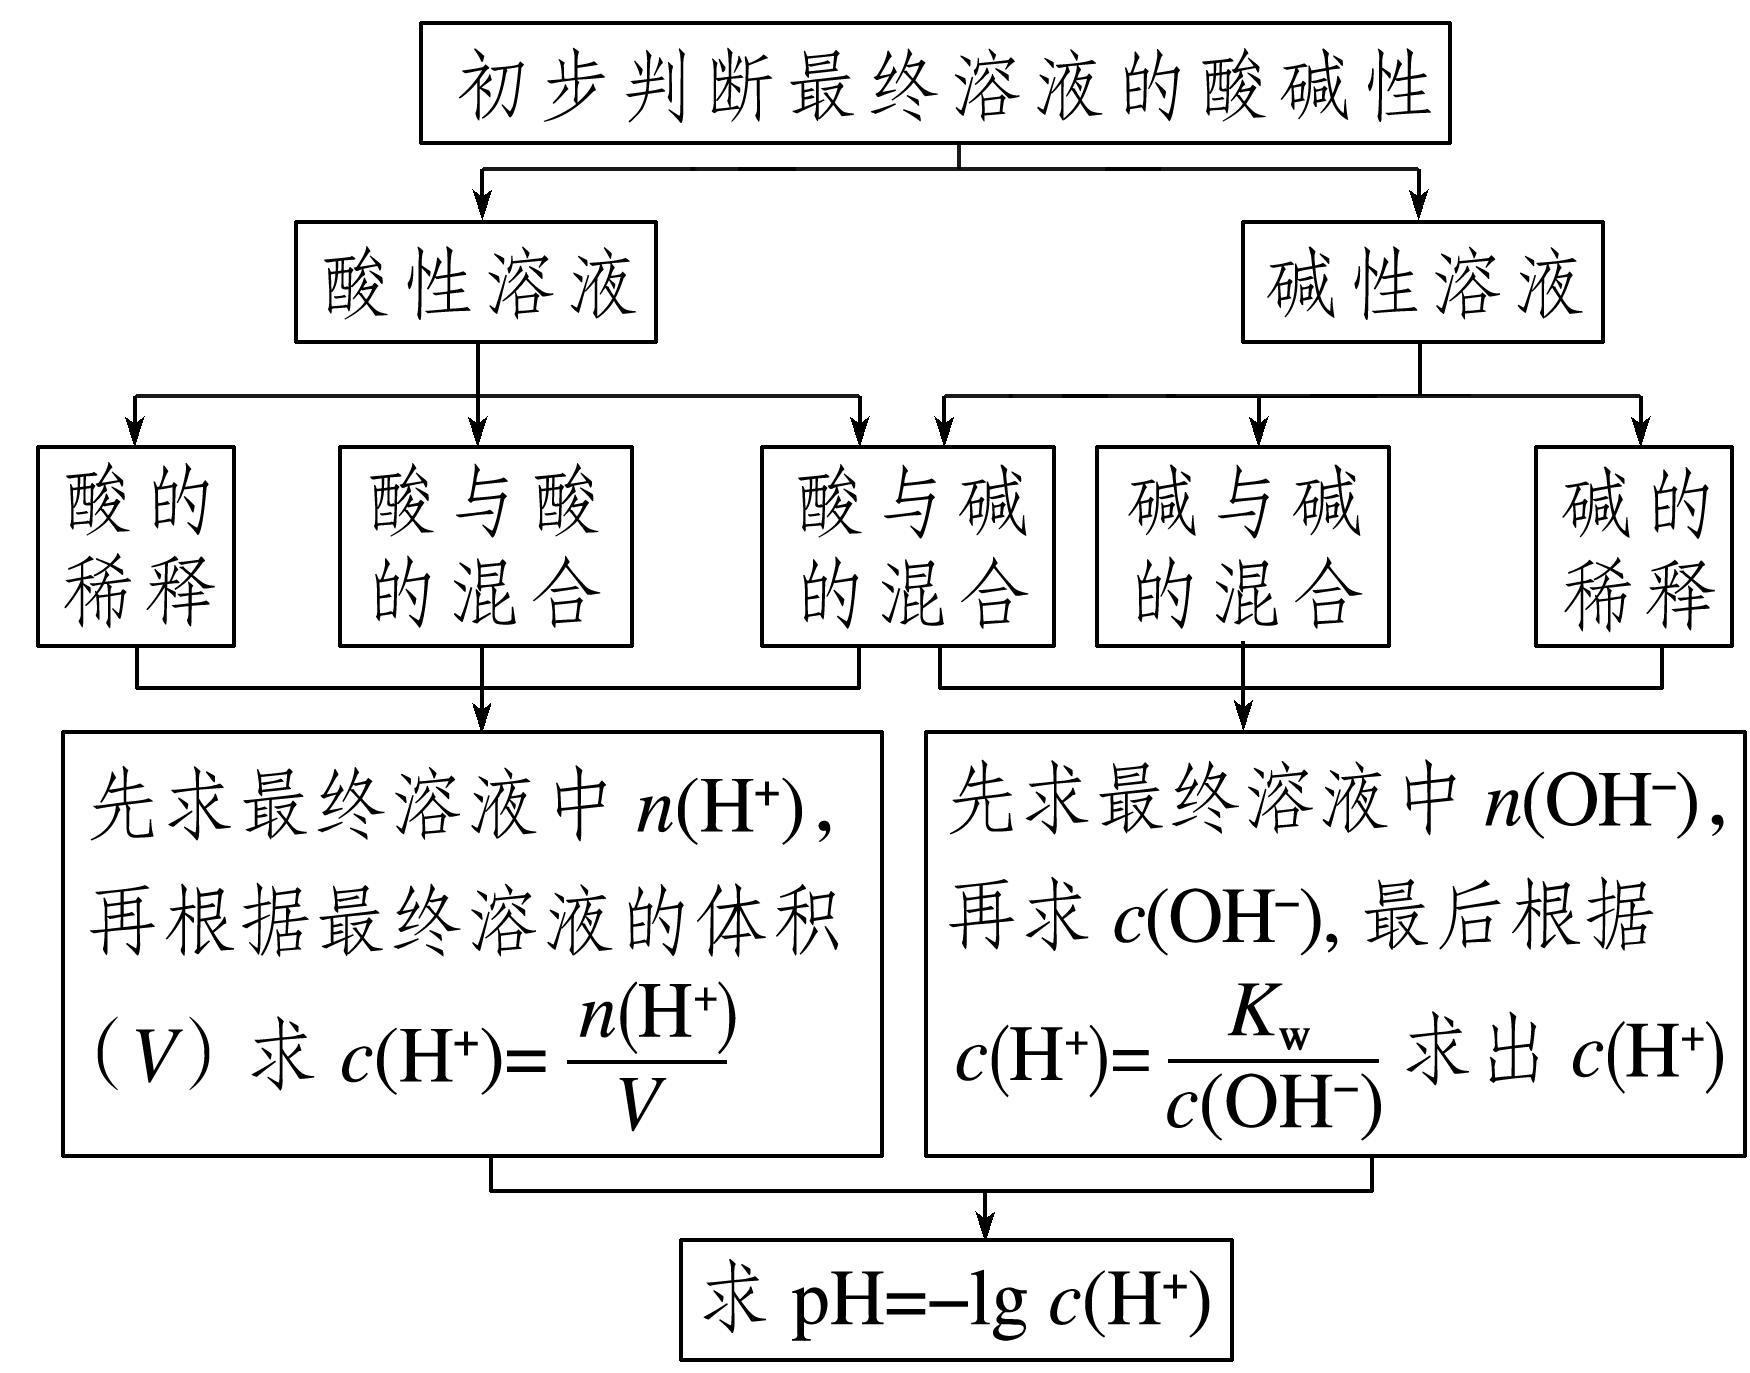 初步判断最终溶液的酸碱性
酸性溶液
碱性溶液
酸的
稀释
酸与酸
的混合
酸与碱
的混合
碱与碱
的混合
碱的
稀释
先求最终溶液中 n(H⁺),
再根据最终溶液的体积
(V) 求 c(H⁺)=n(H⁺)/V
先求最终溶液中 n(OH⁻),
再求 c(OH⁻), 最后根据
c(H⁺)=Kw/c(OH⁻) 求出 c(H⁺)
求 pH=−lg c(H⁺)